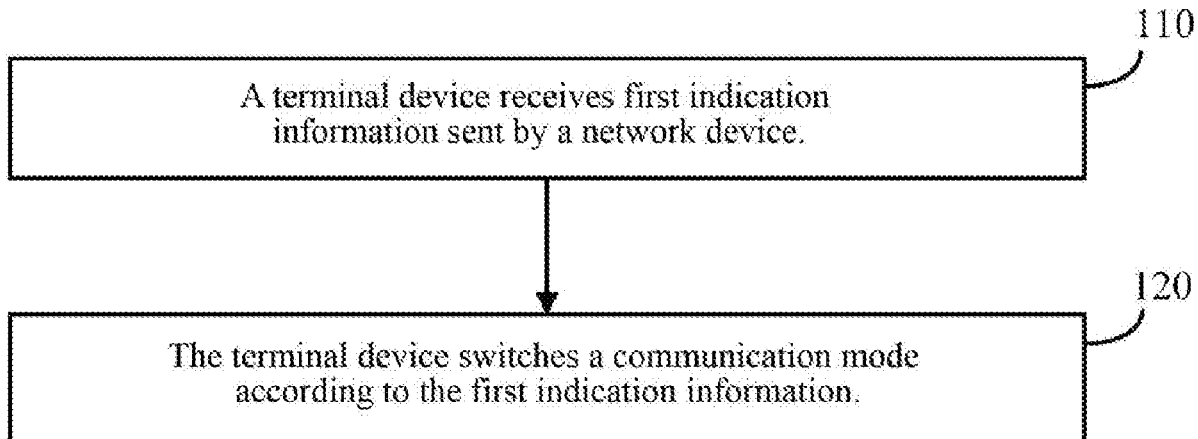 110
A terminal device receives first indication
information sent by a network device.
120
The terminal device switches a communication mode
according to the first indication information.